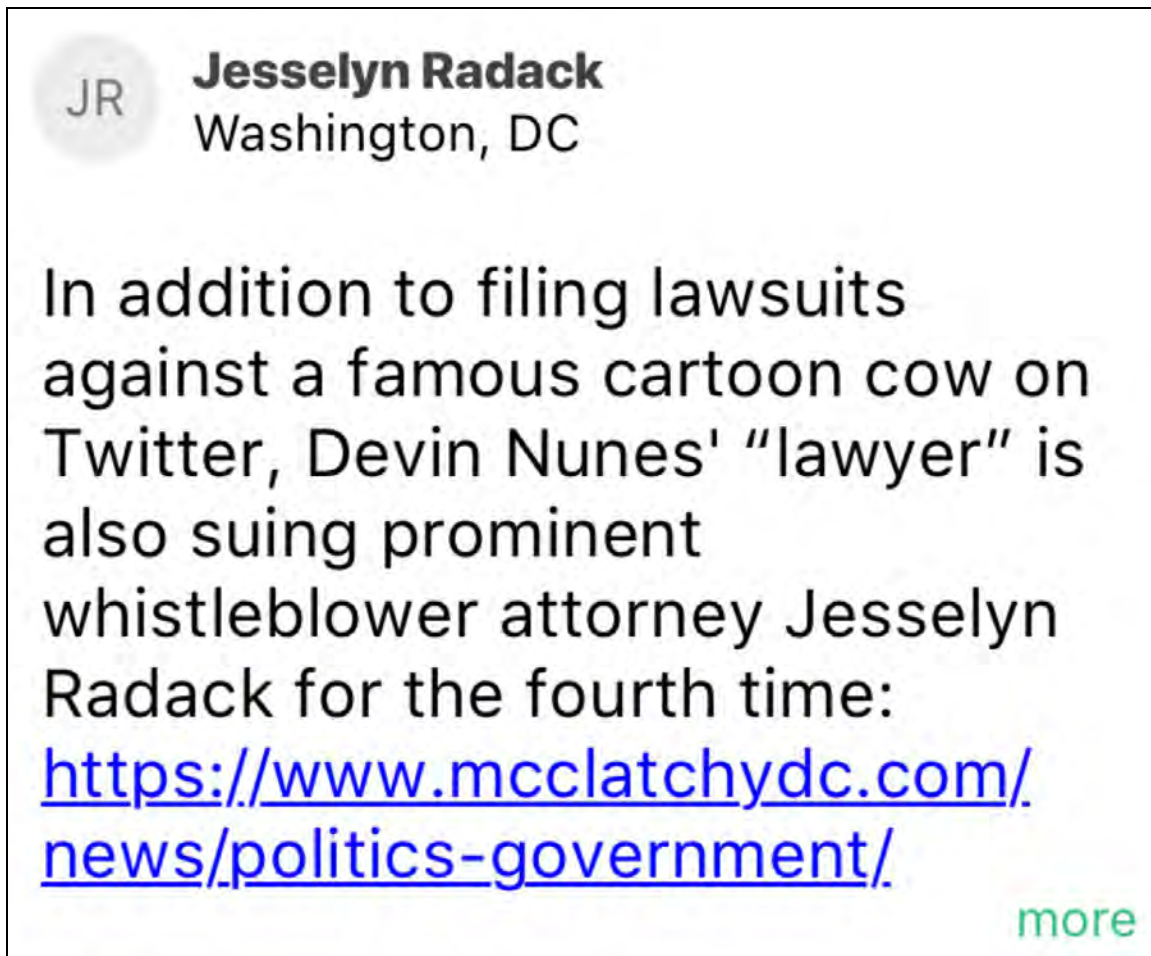 JR
Jesselyn Radack
Washington, DC
In addition to filing lawsuits
against a famous cartoon cow on
Twitter, Devin Nunes' “lawyer” is
also suing prominent
whistleblower attorney Jesselyn
Radack for the fourth time:
https://www.mcclatchydc.com/
news/politics-government/
more